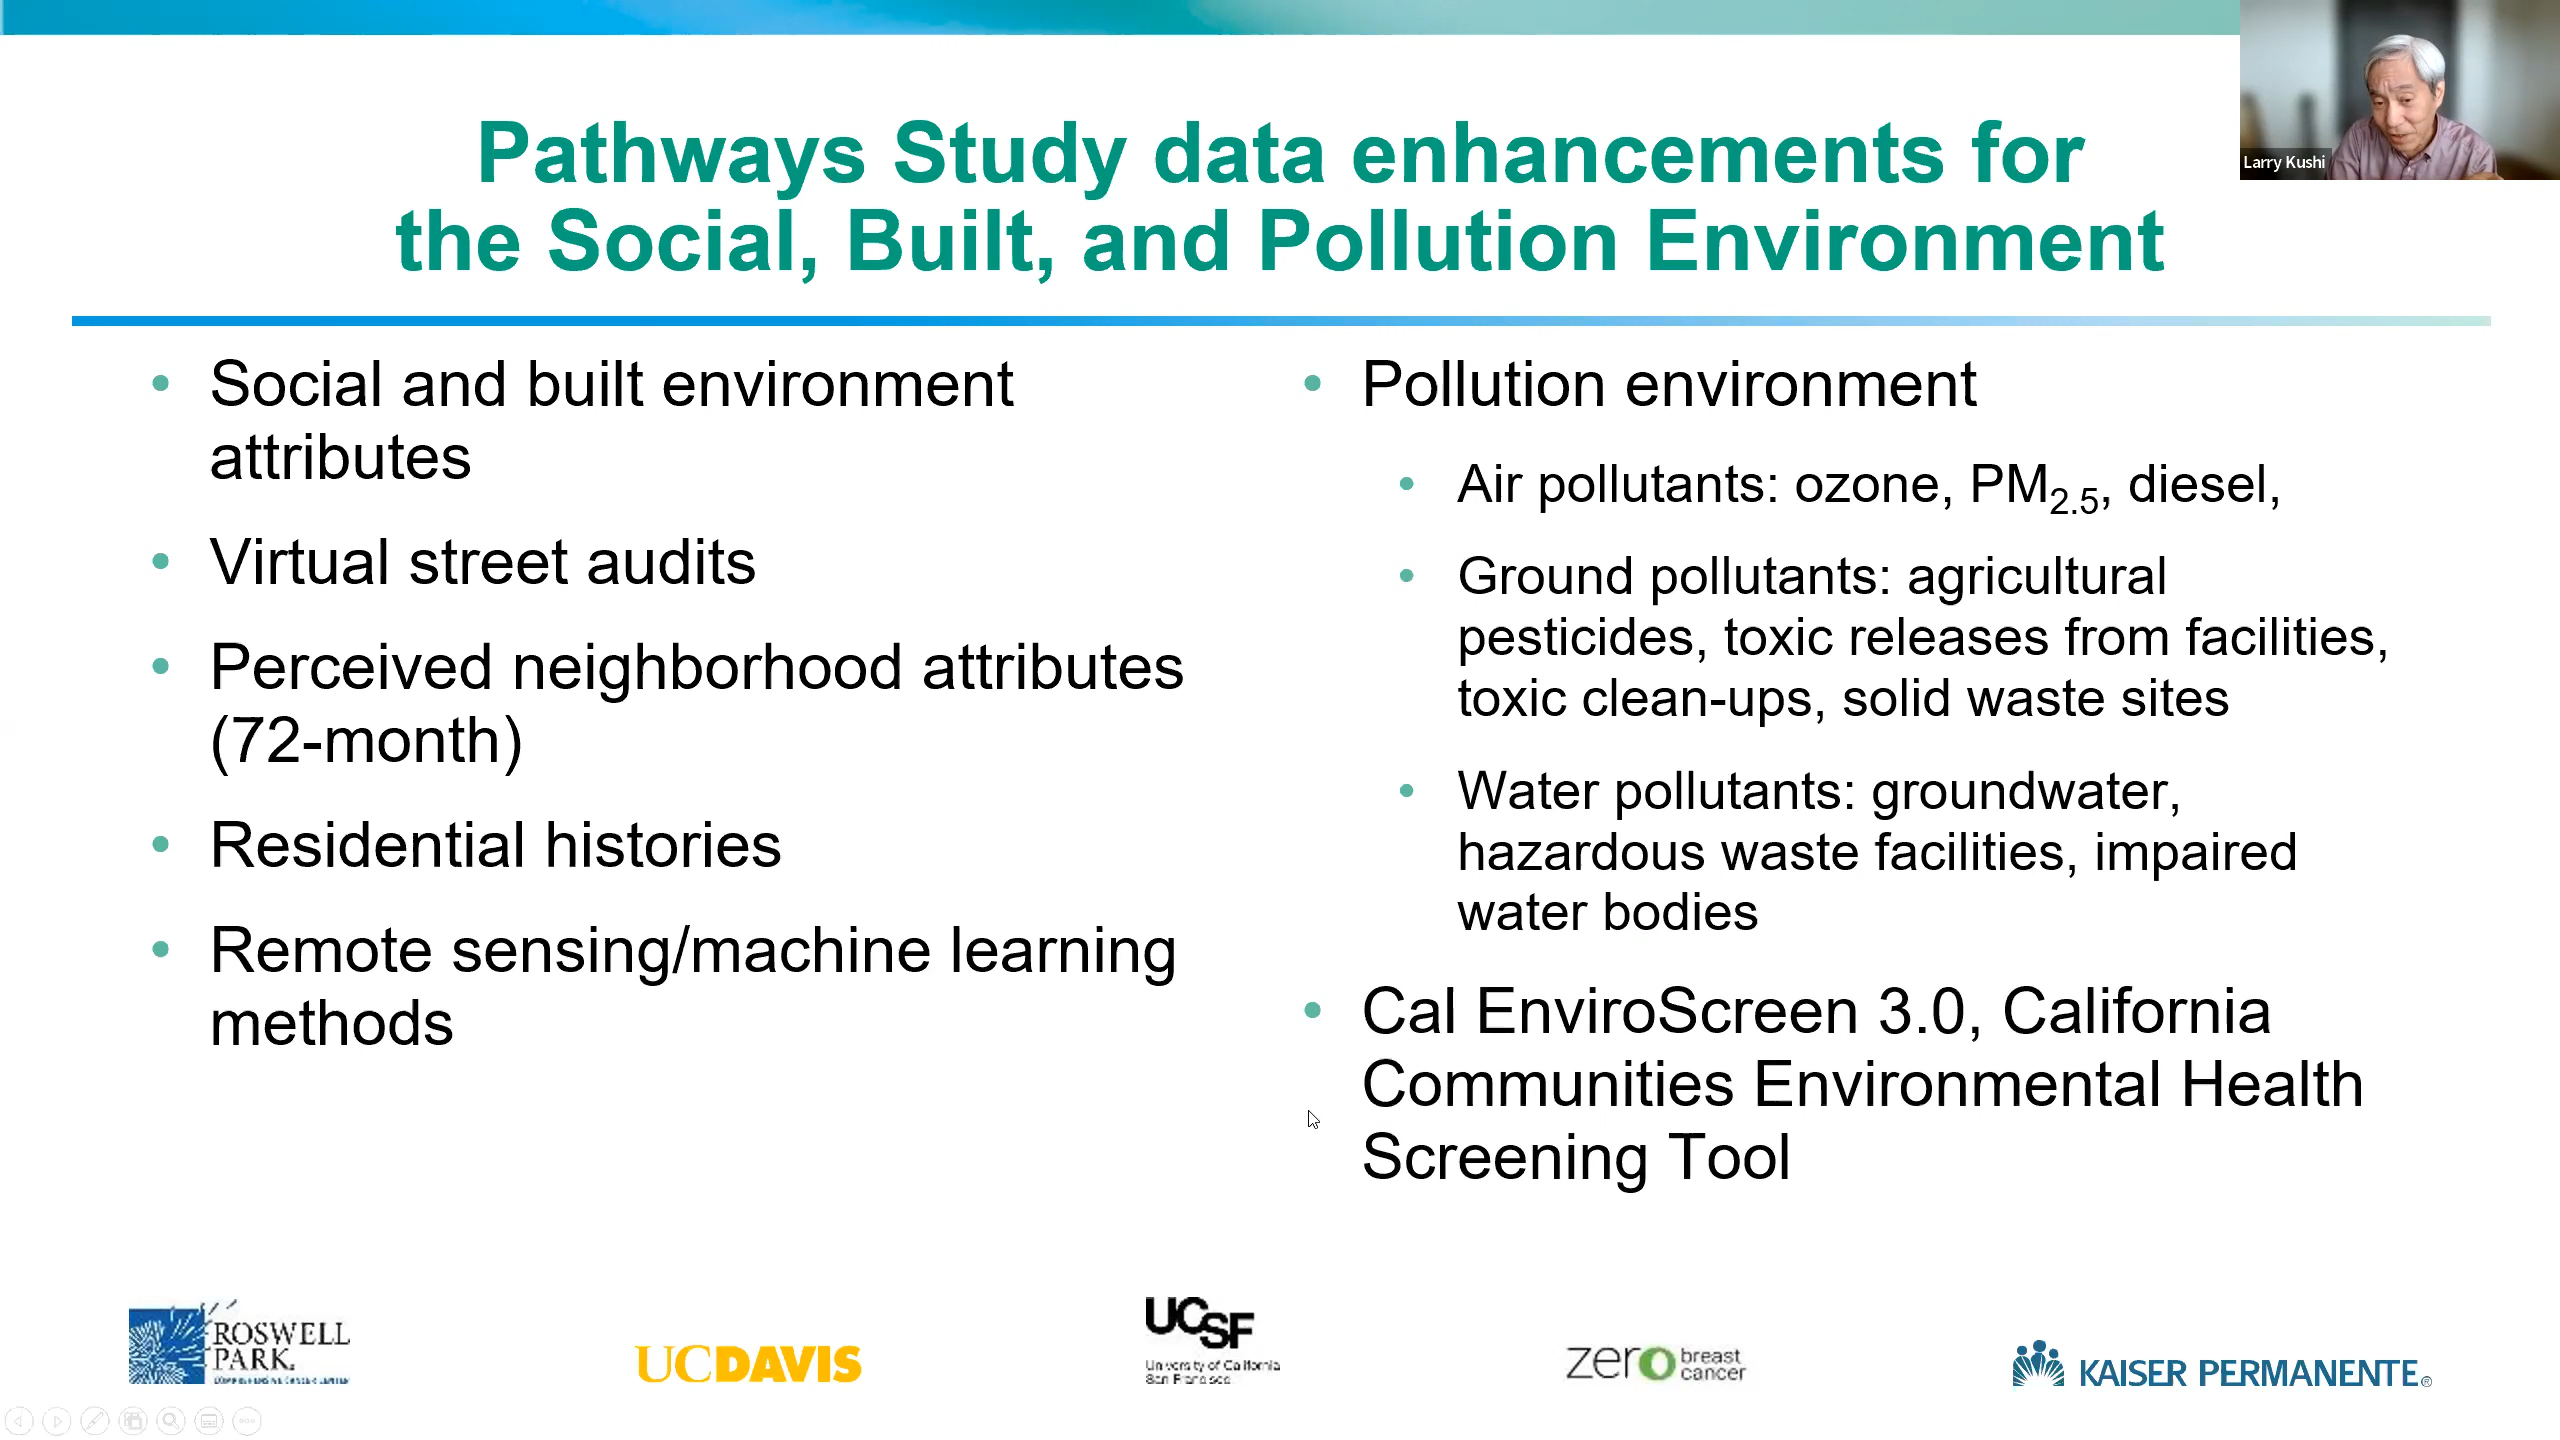 Pathways Study data enhancements for
the Social, Built, and Pollution Environment
Larry Kushi
• Social and built environment
attributes
• Virtual street audits
• Perceived neighborhood attributes
(72-month)
• Residential histories
• Remote sensing/machine learning
methods
• Pollution environment
• Air pollutants: ozone, PM2.5, diesel,
• Ground pollutants: agricultural
pesticides, toxic releases from facilities,
toxic clean-ups, solid waste sites
• Water pollutants: groundwater,
hazardous waste facilities, impaired
water bodies
• Cal EnviroScreen 3.0, California
Communities Environmental Health
Screening Tool
ROSWELL
PARK.
COMPREHENSIVE CANCER CENTER
UCDAVIS
UCSF
University of California
San Francisco
zero breast
cancer
KAISER PERMANENTE®